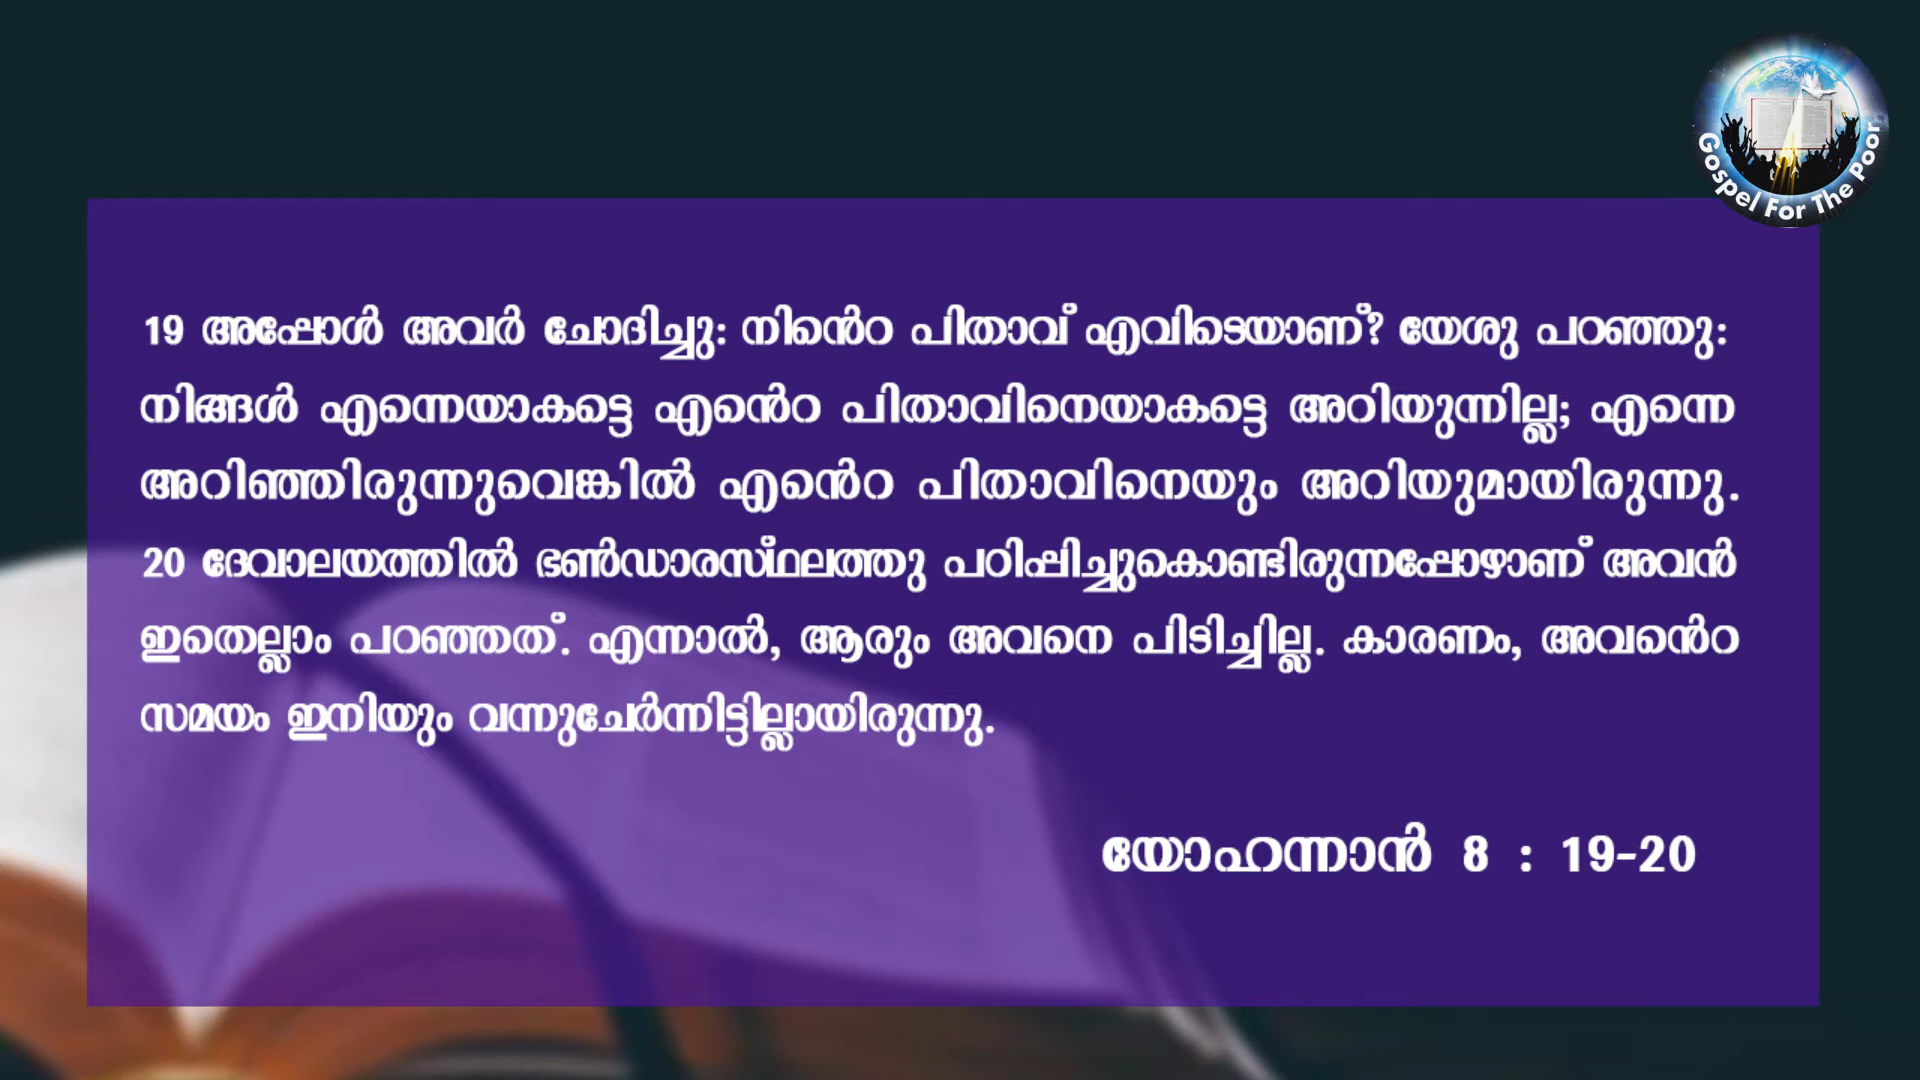 Gospel For The Poor
19 അപ്പോൾ അവർ ചോദിച്ചു: നിൻെറ പിതാവ് എവിടെയാണ്? യേശു പറഞ്ഞു:
നിങ്ങൾ എന്നെയാകട്ടെ എൻെറ പിതാവിനെയാകട്ടെ അറിയുന്നില്ല; എന്നെ
അറിഞ്ഞിരുന്നുവെങ്കിൽ എൻെറ പിതാവിനെയും അറിയുമായിരുന്നു.
20 ദേവാലയത്തിൽ ഭൺഡാരസ്ഥലത്തു പഠിപ്പിച്ചുകൊണ്ടിരുന്നപ്പോഴാണ് അവൻ
ഇതെല്ലാം പറഞ്ഞത്. എന്നാൽ, ആരും അവനെ പിടിച്ചില്ല. കാരണം, അവൻെറ
സമയം ഇനിയും വന്നുചേർന്നിട്ടില്ലായിരുന്നു.
യോഹന്നാൻ 8 : 19-20